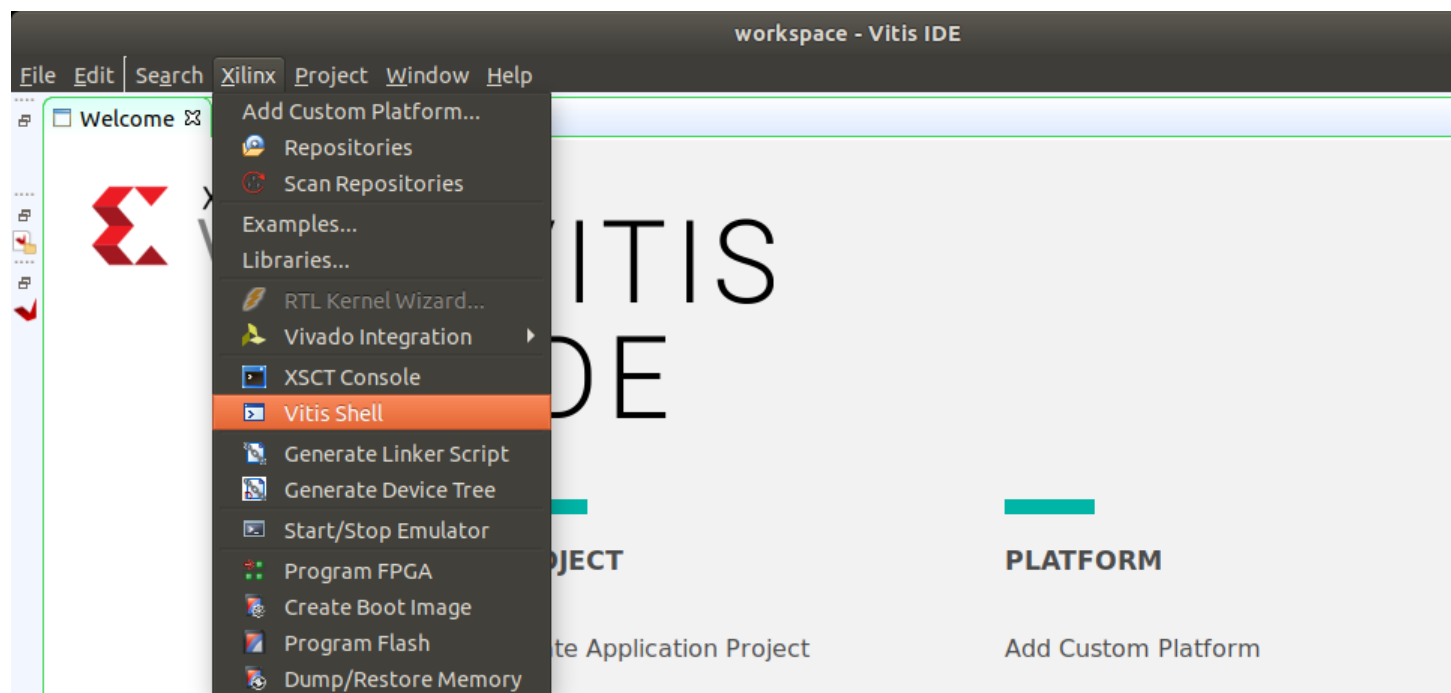 workspace - Vitis IDE
File Edit Search Xilinx Project Window Help
Welcome
Add Custom Platform...
Repositories
Scan Repositories
Examples...
Libraries...
RTL Kernel Wizard...
Vivado Integration
XSCT Console
Vitis Shell
Generate Linker Script
Generate Device Tree
Start/Stop Emulator
Program FPGA
Create Boot Image
Program Flash
Dump/Restore Memory
ITIS
DE
JECT
te Application Project
PLATFORM
Add Custom Platform